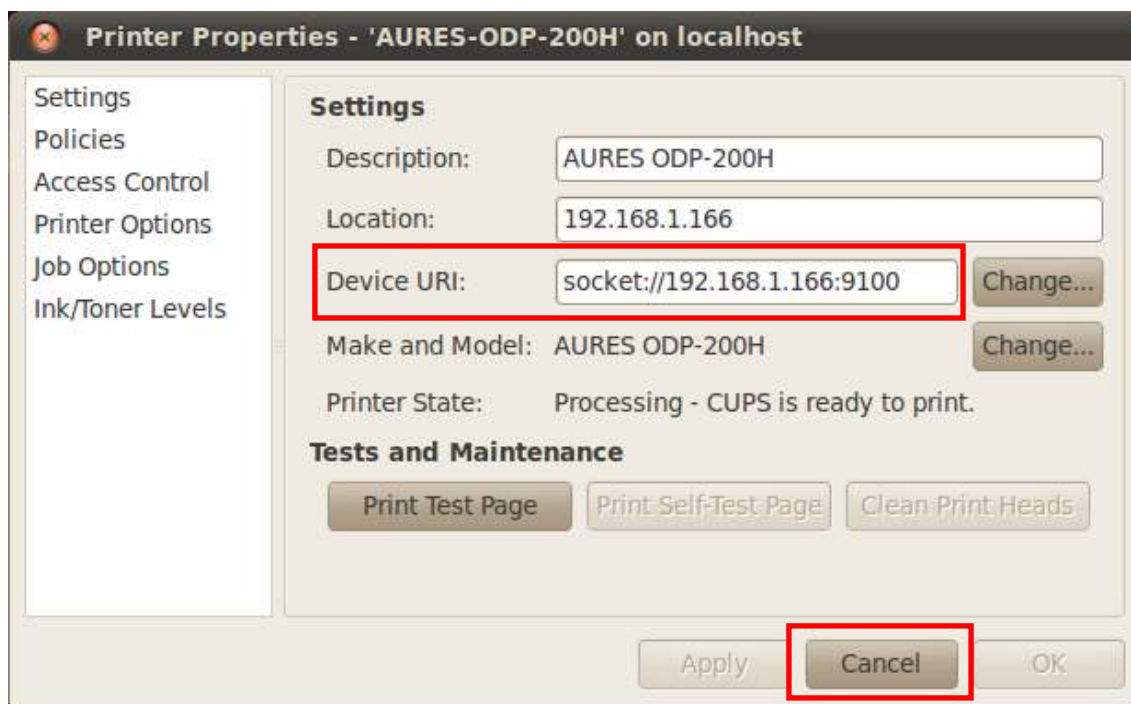 Printer Properties - 'AURES-ODP-200H' on localhost
Settings
Policies
Access Control
Printer Options
Job Options
Ink/Toner Levels
Settings
Description: AURES ODP-200H
Location: 192.168.1.166
Device URI: socket://192.168.1.166:9100 Change...
Make and Model: AURES ODP-200H Change...
Printer State: Processing - CUPS is ready to print.
Tests and Maintenance
Print Test Page Print Self-Test Page Clean Print Heads
Apply Cancel OK